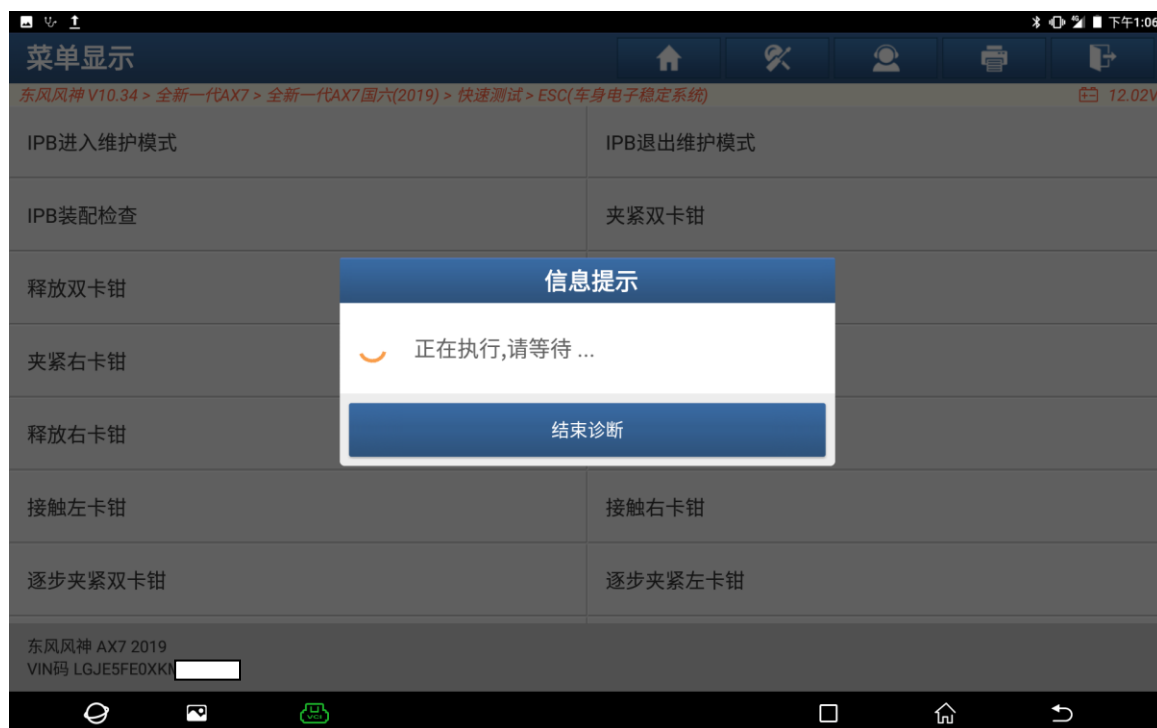 下午1:06
菜单显示
东风风神 V10.34 > 全新一代AX7 > 全新一代AX7国六(2019) > 快速测试 > ESC(车身电子稳定系统) 12.02V
IPB进入维护模式 IPB退出维护模式
IPB装配检查 夹紧双卡钳
释放双卡钳
信息提示
夹紧右卡钳
正在执行,请等待 ...
释放右卡钳
结束诊断
接触左卡钳 接触右卡钳
逐步夹紧双卡钳 逐步夹紧左卡钳
东风风神 AX7 2019
VIN码 LGJE5FE0XK
VCI